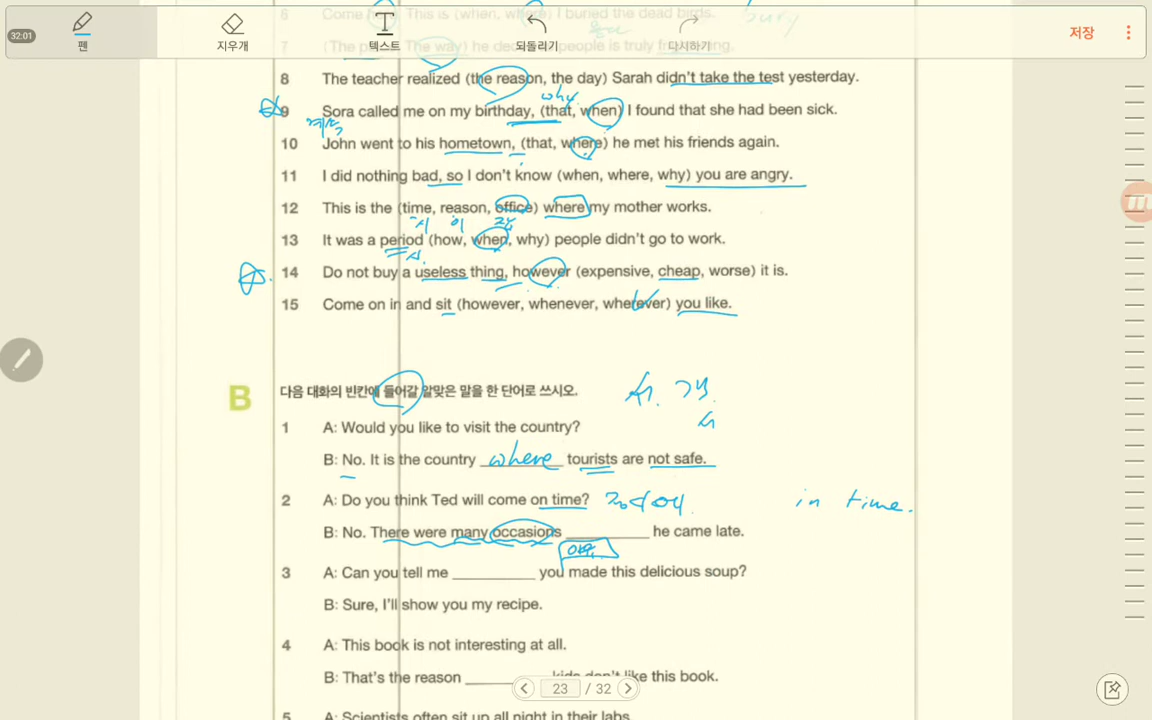 32:01
펜
지우개
텍스트
되돌리기
다시하기
저장
6 Come This is (when, where) I buried the dead birds.
bury
7 (The The way) he people is truly
8 The teacher realized (the reason, the day) Sarah didn't take the test yesterday.
why
9 Sora called me on my birthday, (that, when) I found that she had been sick.
계속
10 John went to his hometown, (that, where) he met his friends again.
11 I did nothing bad, so I don't know (when, where, why) you are angry.
12 This is the (time, reason, office) where my mother works.
13 It was a period (how, when, why) people didn't go to work.
14 Do not buy a useless thing, however (expensive, cheap, worse) it is.
15 Come on in and sit (however, whenever, wherever) you like.
B 다음 대화의 빈칸에 들어갈 알맞은 말을 한 단어로 쓰시오.
1 A: Would you like to visit the country?
B: No. It is the country where tourists are not safe.
2 A: Do you think Ted will come on time? in time.
B: No. There were many occasions ________ he came late.
3 A: Can you tell me ________ you made this delicious soup?
B: Sure, I'll show you my recipe.
4 A: This book is not interesting at all.
B: That's the reason ________ kids don't like this book.
23 / 32
5 A: Scientists often sit up all night in their labs.